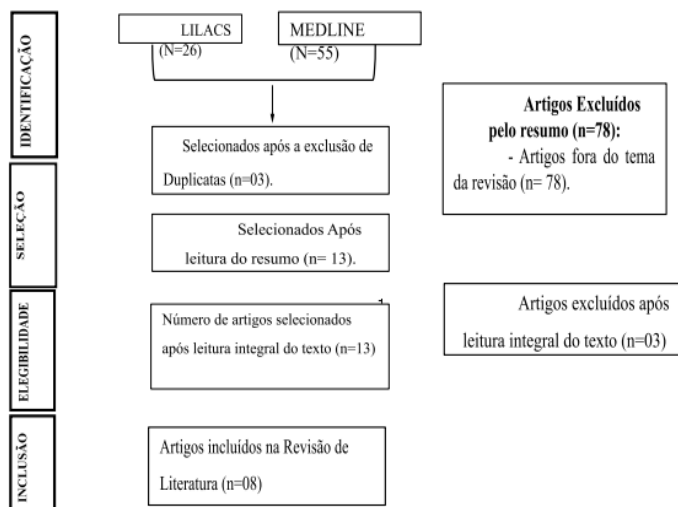 IDENTIFICAÇÃO
LILACS
(N=26)
MEDLINE
(N=55)
Selecionados após a exclusão de
Duplicatas (n=03).
Artigos Excluídos
pelo resumo (n=78):
- Artigos fora do tema
da revisão (n= 78).
SELEÇÃO
Selecionados Após
leitura do resumo (n= 13).
ELEGIBILIDADE
Número de artigos selecionados
após leitura integral do texto (n=13)
Artigos excluídos após
leitura integral do texto (n=03)
INCLUSÃO
Artigos incluídos na Revisão de
Literatura (n=08)